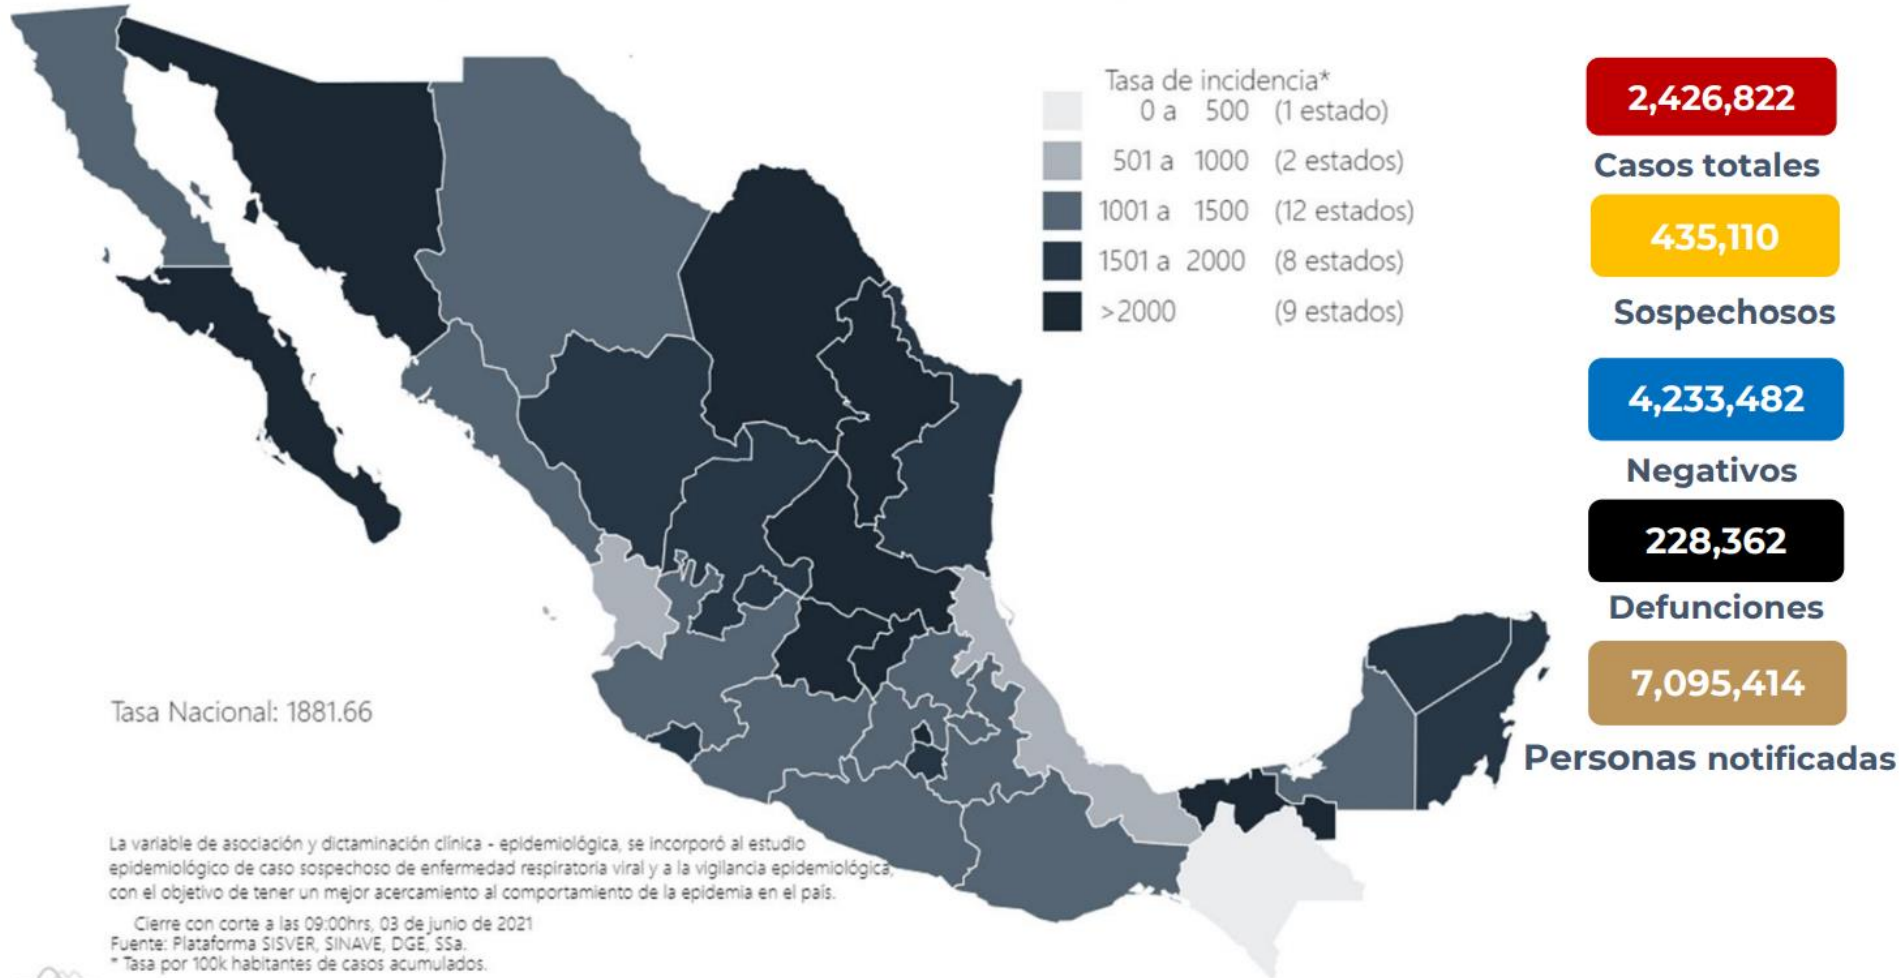 Tasa de incidencia*
0 a 500 (1 estado)
501 a 1000 (2 estados)
1001 a 1500 (12 estados)
1501 a 2000 (8 estados)
>2000 (9 estados)
2,426,822
Casos totales
435,110
Sospechosos
4,233,482
Negativos
228,362
Defunciones
7,095,414
Personas notificadas
Tasa Nacional: 1881.66
La variable de asociación y dictaminación clínica - epidemiológica, se incorporó al estudio
epidemiológico de caso sospechoso de enfermedad respiratoria viral y a la vigilancia epidemiológica,
con el objetivo de tener un mejor acercamiento al comportamiento de la epidemia en el país.
Cierre con corte a las 09:00hrs, 03 de junio de 2021
Fuente: Plataforma SISVER, SINAVE, DGE, SSa.
* Tasa por 100k habitantes de casos acumulados.